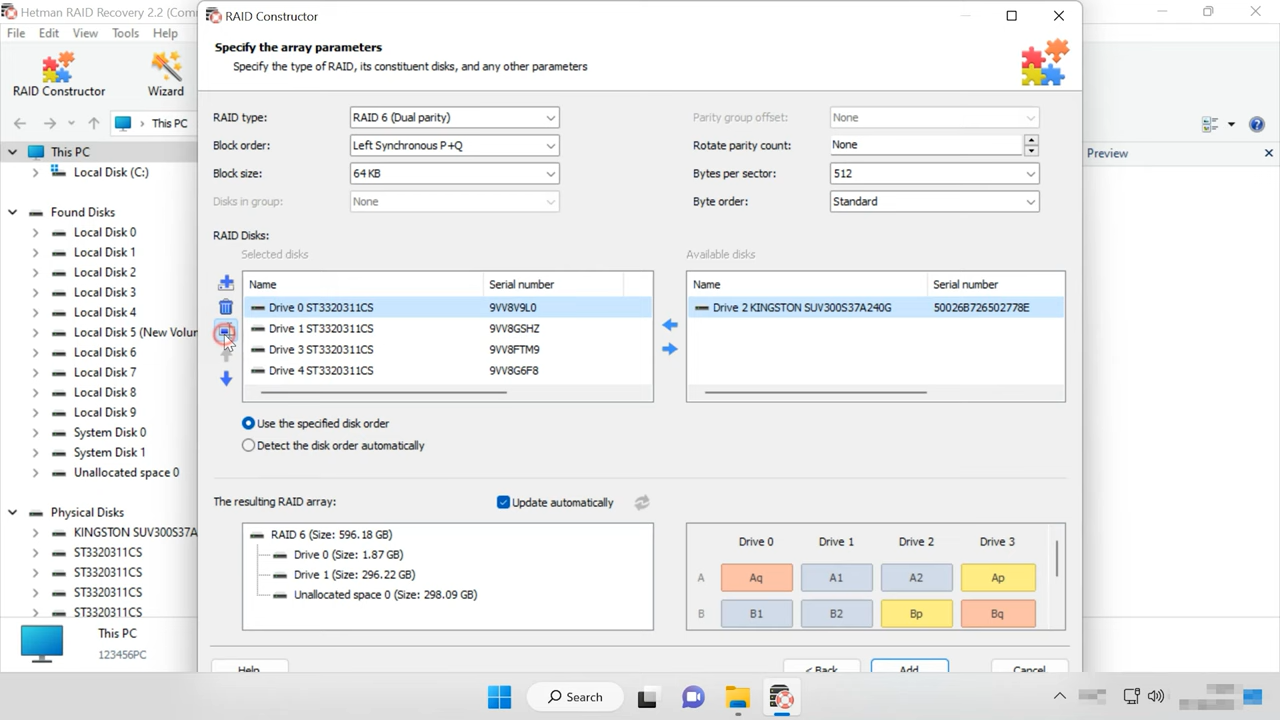 Hetman RAID Recovery 2.2 (Com
RAID Constructor
File Edit View Tools Help
RAID Constructor
Wizard
This PC
Specify the array parameters
Specify the type of RAID, its constituent disks, and any other parameters
RAID type: RAID 6 (Dual parity)
Parity group offset: None
Block order: Left Synchronous P+Q
Rotate parity count: None
Block size: 64 KB
Bytes per sector: 512
Disks in group: None
Byte order: Standard
Preview
This PC
Local Disk (C:)
Found Disks
Local Disk 0
Local Disk 1
Local Disk 2
Local Disk 3
Local Disk 4
Local Disk 5 (New Volur
Local Disk 6
Local Disk 7
Local Disk 8
Local Disk 9
System Disk 0
System Disk 1
Unallocated space 0
Physical Disks
KINGSTON SUV300S37A
ST3320311CS
ST3320311CS
ST3320311CS
ST3320311CS
This PC
123456PC
RAID Disks:
Selected disks
Available disks
Name Serial number
Drive 0 ST3320311CS 9VV8V9L0
Drive 1 ST3320311CS 9VV8GSHZ
Drive 3 ST3320311CS 9VV8FTM9
Drive 4 ST3320311CS 9VV8G6F8
Name Serial number
Drive 2 KINGSTON SUV300S37A240G 50026B726502778E
Use the specified disk order
Detect the disk order automatically
The resulting RAID array:
Update automatically
RAID 6 (Size: 596.18 GB)
Drive 0 (Size: 1.87 GB)
Drive 1 (Size: 296.22 GB)
Unallocated space 0 (Size: 298.09 GB)
Drive 0 Drive 1 Drive 2 Drive 3
A Aq A1 A2 Ap
B B1 B2 Bp Bq
Help
< Back
Add
Cancel
Search